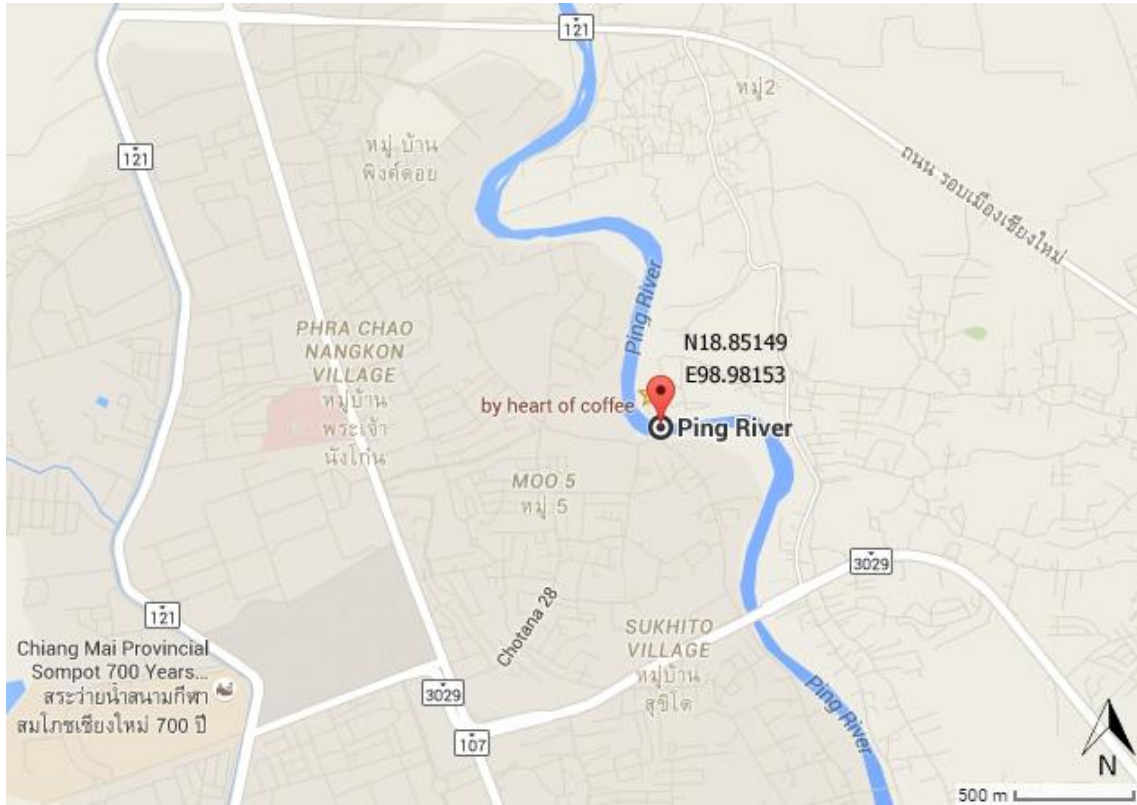 121
121
หมู่2
หมู่ บ้าน
พิงค์ดอย
121
ถนน รอบเมืองเชียงใหม่
Ping River
PHRA CHAO
NANGKON
VILLAGE
หมู่บ้าน
พระเจ้า
นั่งโก๋น
N18.85149
E98.98153
by heart of coffee
Ping River
MOO 5
หมู่ 5
3029
Chotana 28
121
SUKHITO
VILLAGE
หมู่บ้าน
สุขิโต
Chiang Mai Provincial
Sompot 700 Years...
สระว่ายน้ำสนามกีฬา
สมโภชเชียงใหม่ 700 ปี
3029
107
Ping River
N
500 m